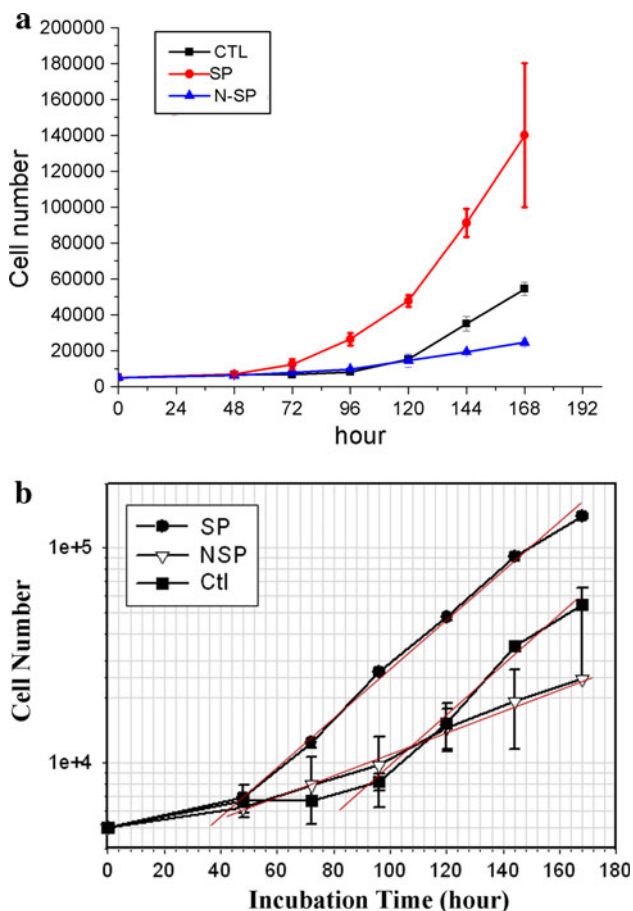 a
200000
180000
160000
140000
120000
100000
80000
60000
40000
20000
0
Cell number
CTL
SP
N-SP
0 24 48 72 96 120 144 168 192
hour
b
1e+5
1e+4
Cell Number
SP
NSP
Ctl
0 20 40 60 80 100 120 140 160 180
Incubation Time (hour)